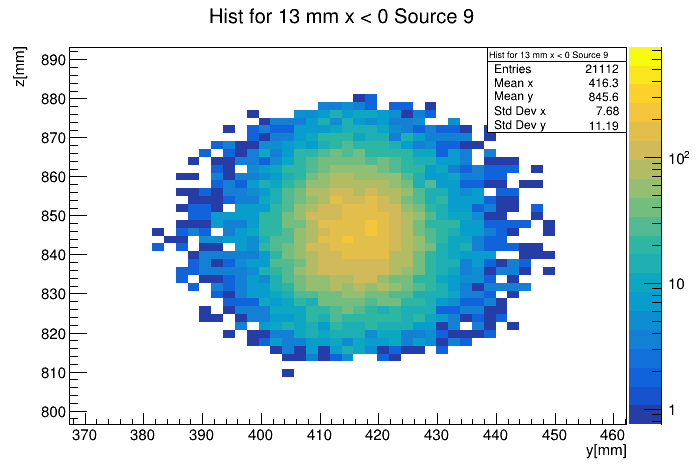 Hist for 13 mm x < 0 Source 9
z[mm]
Hist for 13 mm x < 0 Source 9
Entries 21112
Mean x 416.3
Mean y 845.6
Std Dev x 7.68
Std Dev y 11.19
890
880
870
860
850
840
830
820
810
800
10²
10
1
370 380 390 400 410 420 430 440 450 460
y[mm]